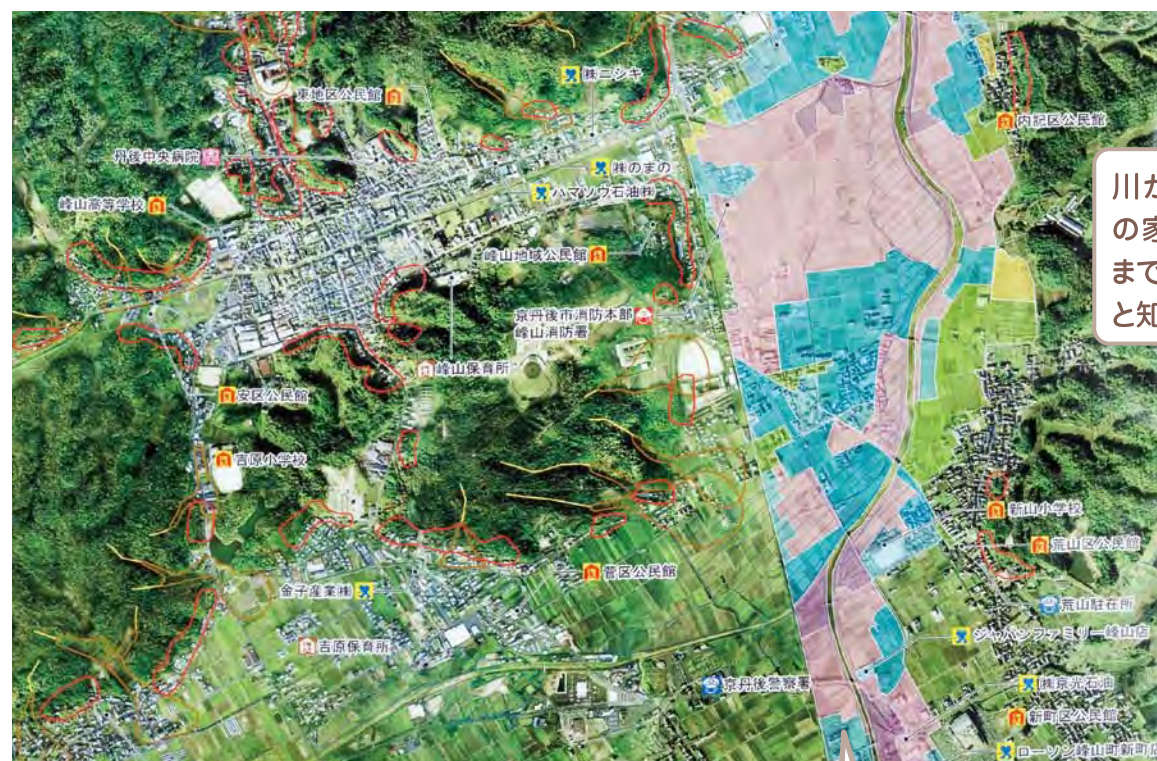 ㈱ニシキ
東地区公民館
内記区公民館
丹後中央病院
㈱のまの
ハマソウ石油㈱
峰山高等学校
峰山地域公民館
京丹後市消防本部
峰山消防署
峰山保育所
安区公民館
吉原小学校
新山小学校
荒山区公民館
菅区公民館
金子産業㈱
荒山駐在所
ジャパンファミリー峰山店
吉原保育所
京丹後警察署
㈱京光石油
新町区公民館
ローソン峰山町新町店
川か
の家
まで
と知